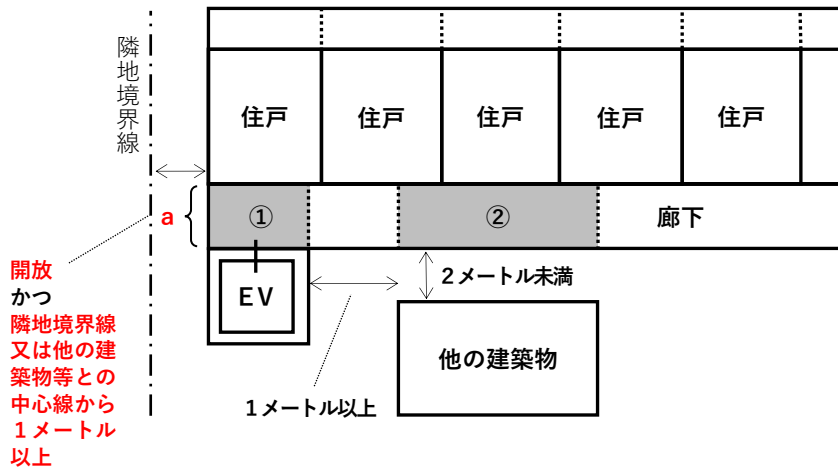 隣地境界線
住戸
住戸
住戸
住戸
住戸
a
①
②
廊下
開放
かつ
隣地境界線
又は他の建
築物等との
中心線から
１メートル
以上
EV
２メートル未満
１メートル以上
他の建築物